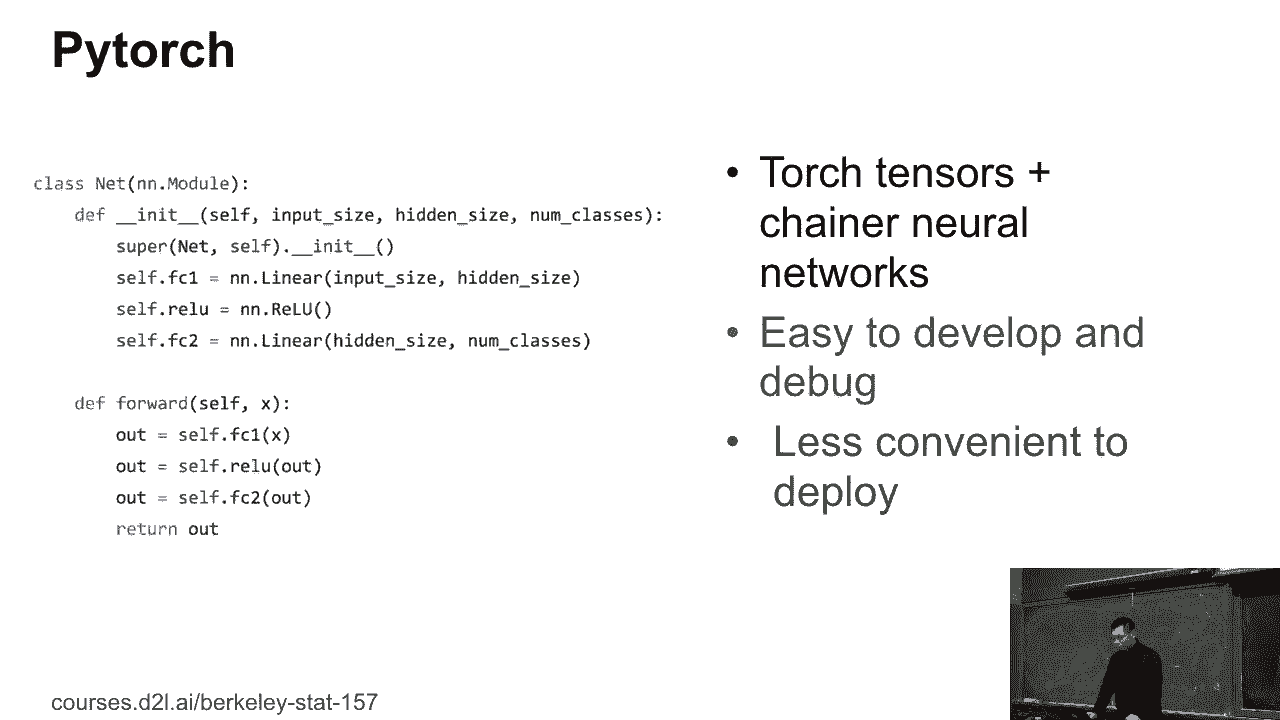 Pytorch
class Net(nn.Module):
    def __init__(self, input_size, hidden_size, num_classes):
        super(Net, self).__init__()
        self.fc1 = nn.Linear(input_size, hidden_size)
        self.relu = nn.ReLU()
        self.fc2 = nn.Linear(hidden_size, num_classes)
    def forward(self, x):
        out = self.fc1(x)
        out = self.relu(out)
        out = self.fc2(out)
        return out
• Torch tensors +
chainer neural
networks
• Easy to develop and
debug
• Less convenient to
deploy
courses.d2l.ai/berkeley-stat-157